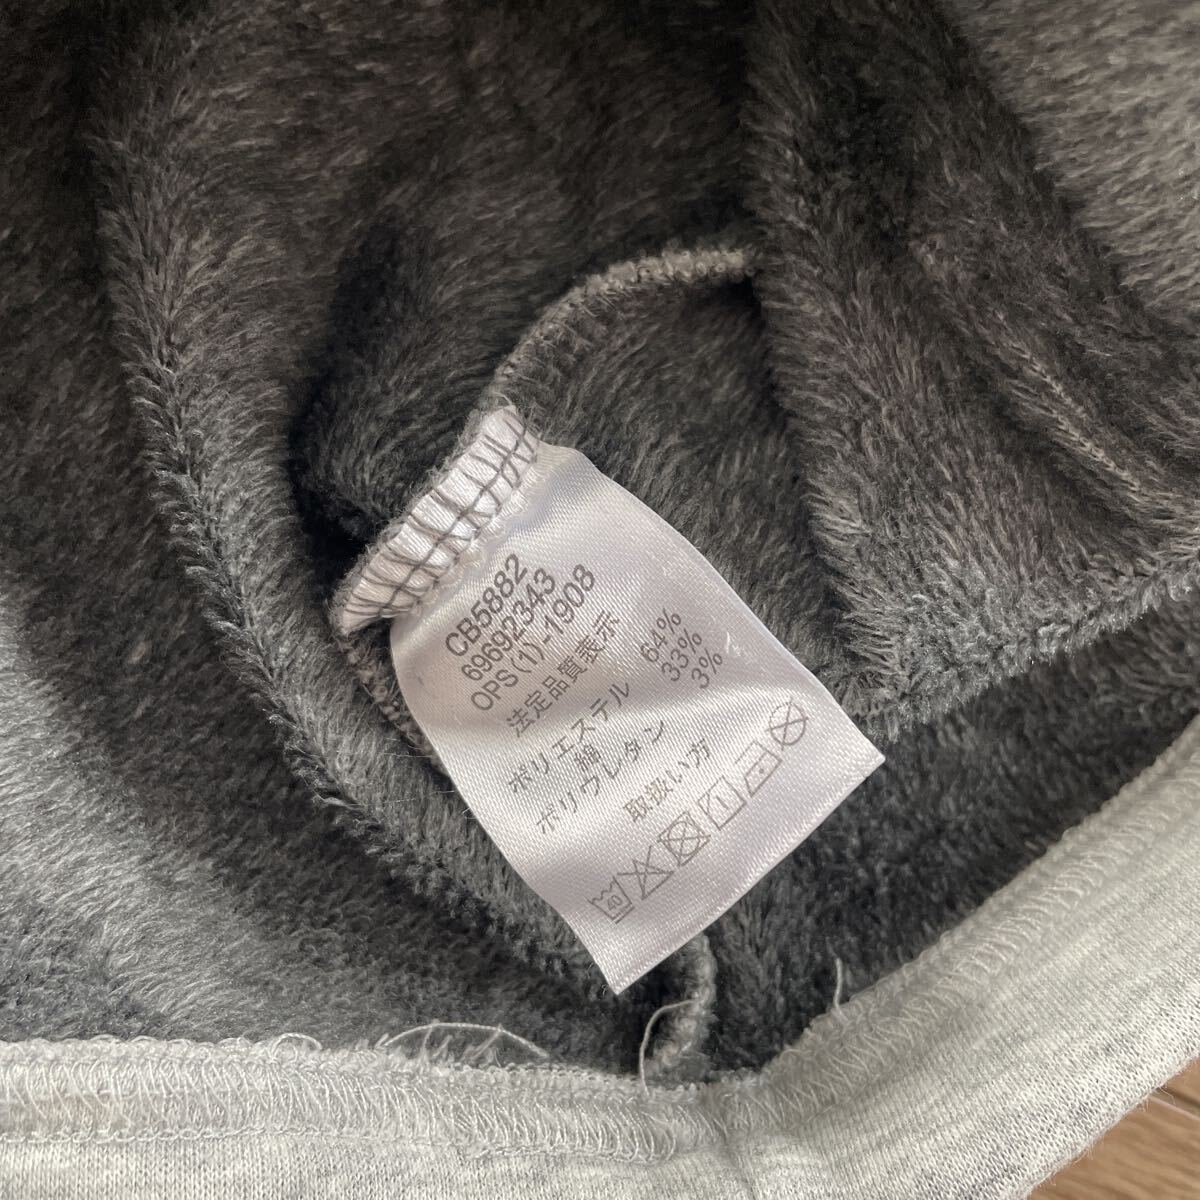 CB5882
69692343
OPS(1)-1908
法定品質表示
ポリエステル 64%
綿 33%
ポリウレタン 3%
取扱い方
40